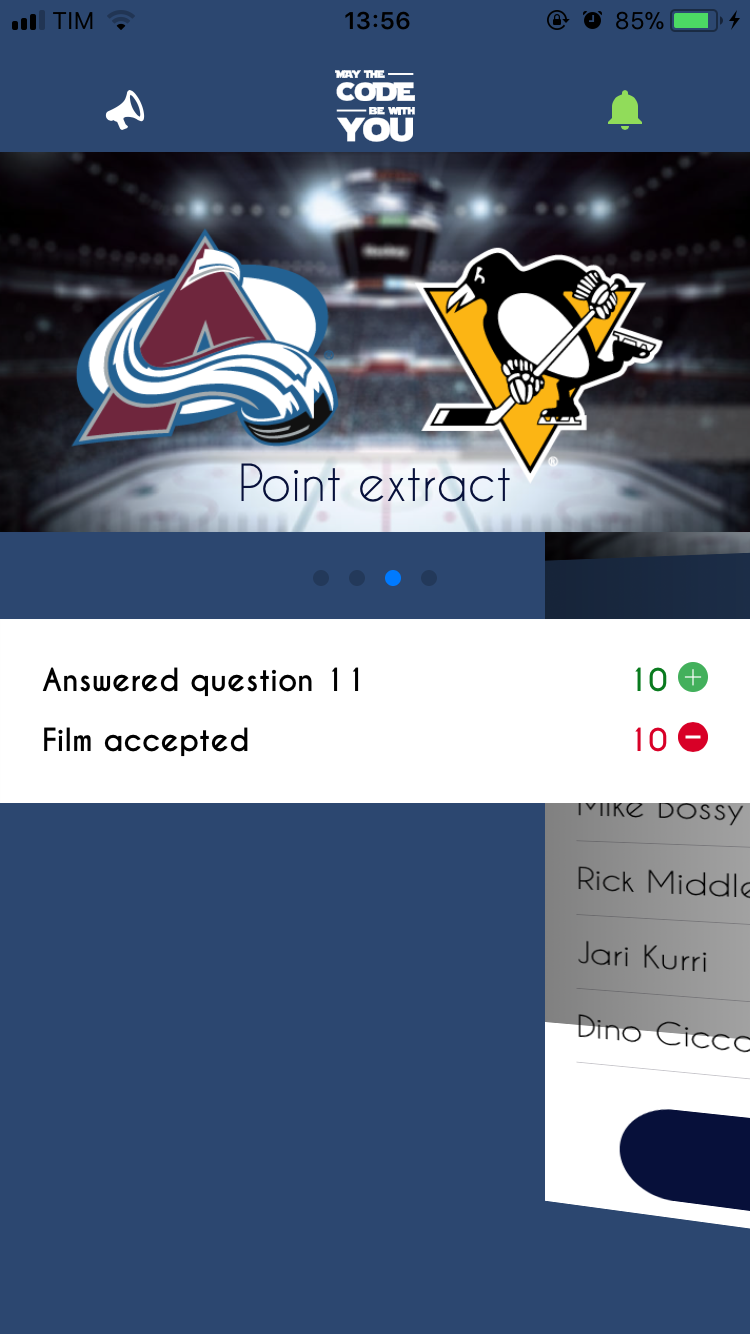 TIM 13:56 85%
MAY THE
CODE
BE WITH
YOU
Point extract
Answered question 11 10
Film accepted 10
Mike Bossy
Rick Middle
Jari Kurri
Dino Cicco